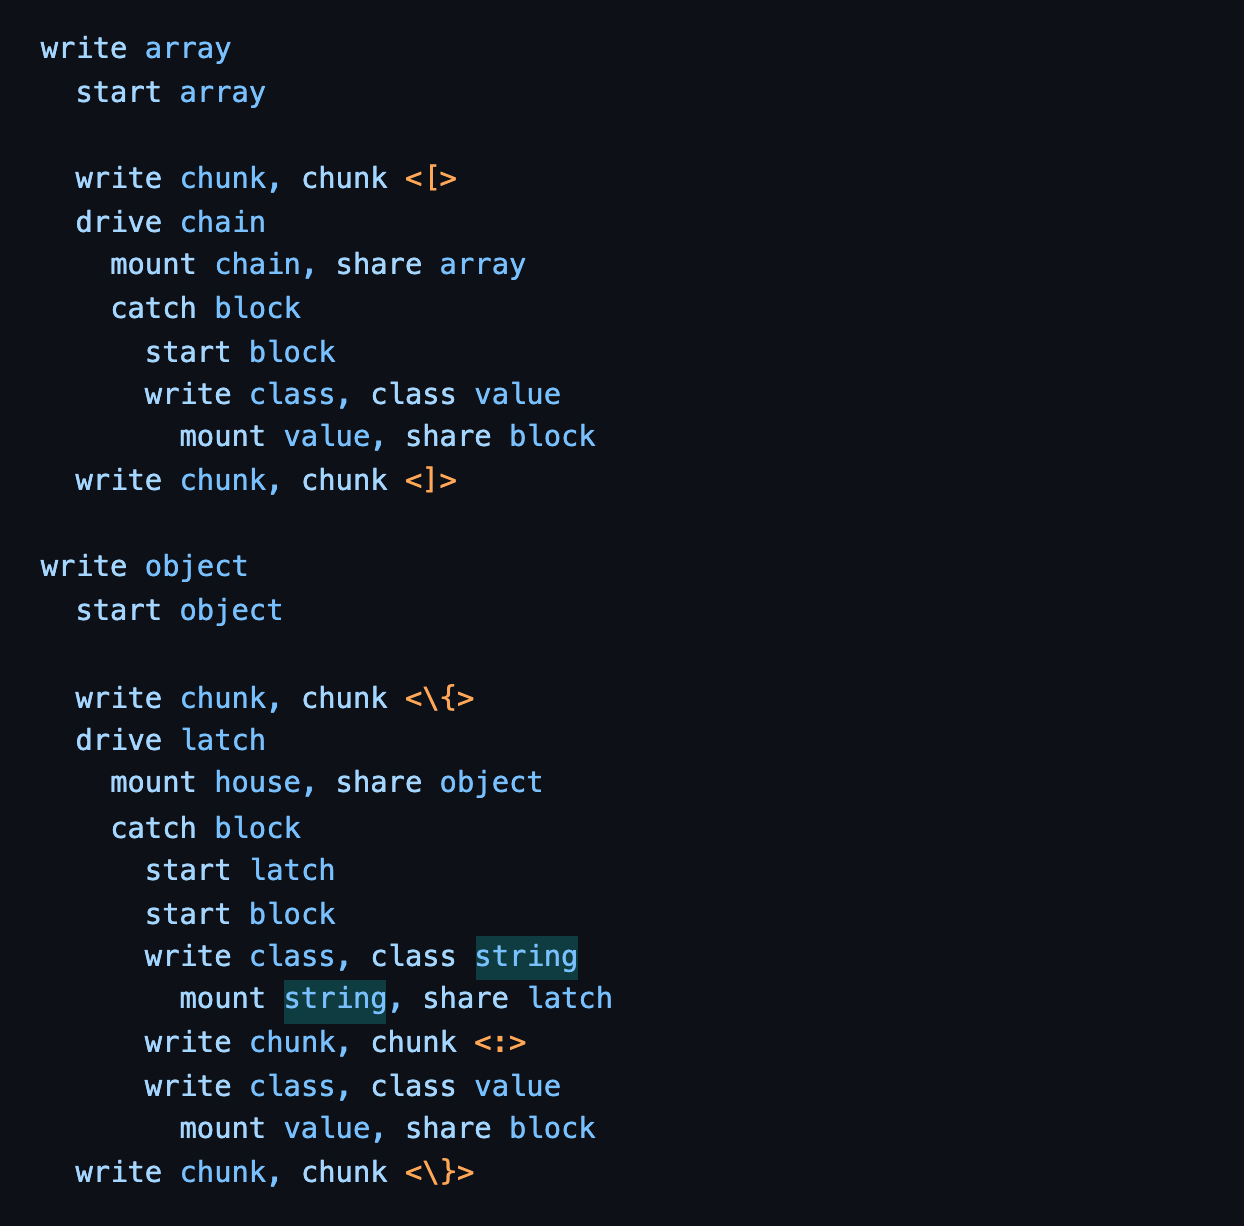 write array
  start array

  write chunk, chunk <[>
  drive chain
    mount chain, share array
    catch block
      start block
      write class, class value
        mount value, share block
  write chunk, chunk <]>

write object
  start object

  write chunk, chunk <\{>
  drive latch
    mount house, share object
    catch block
      start latch
      start block
      write class, class string
        mount string, share latch
      write chunk, chunk <:>
      write class, class value
        mount value, share block
  write chunk, chunk <\}>